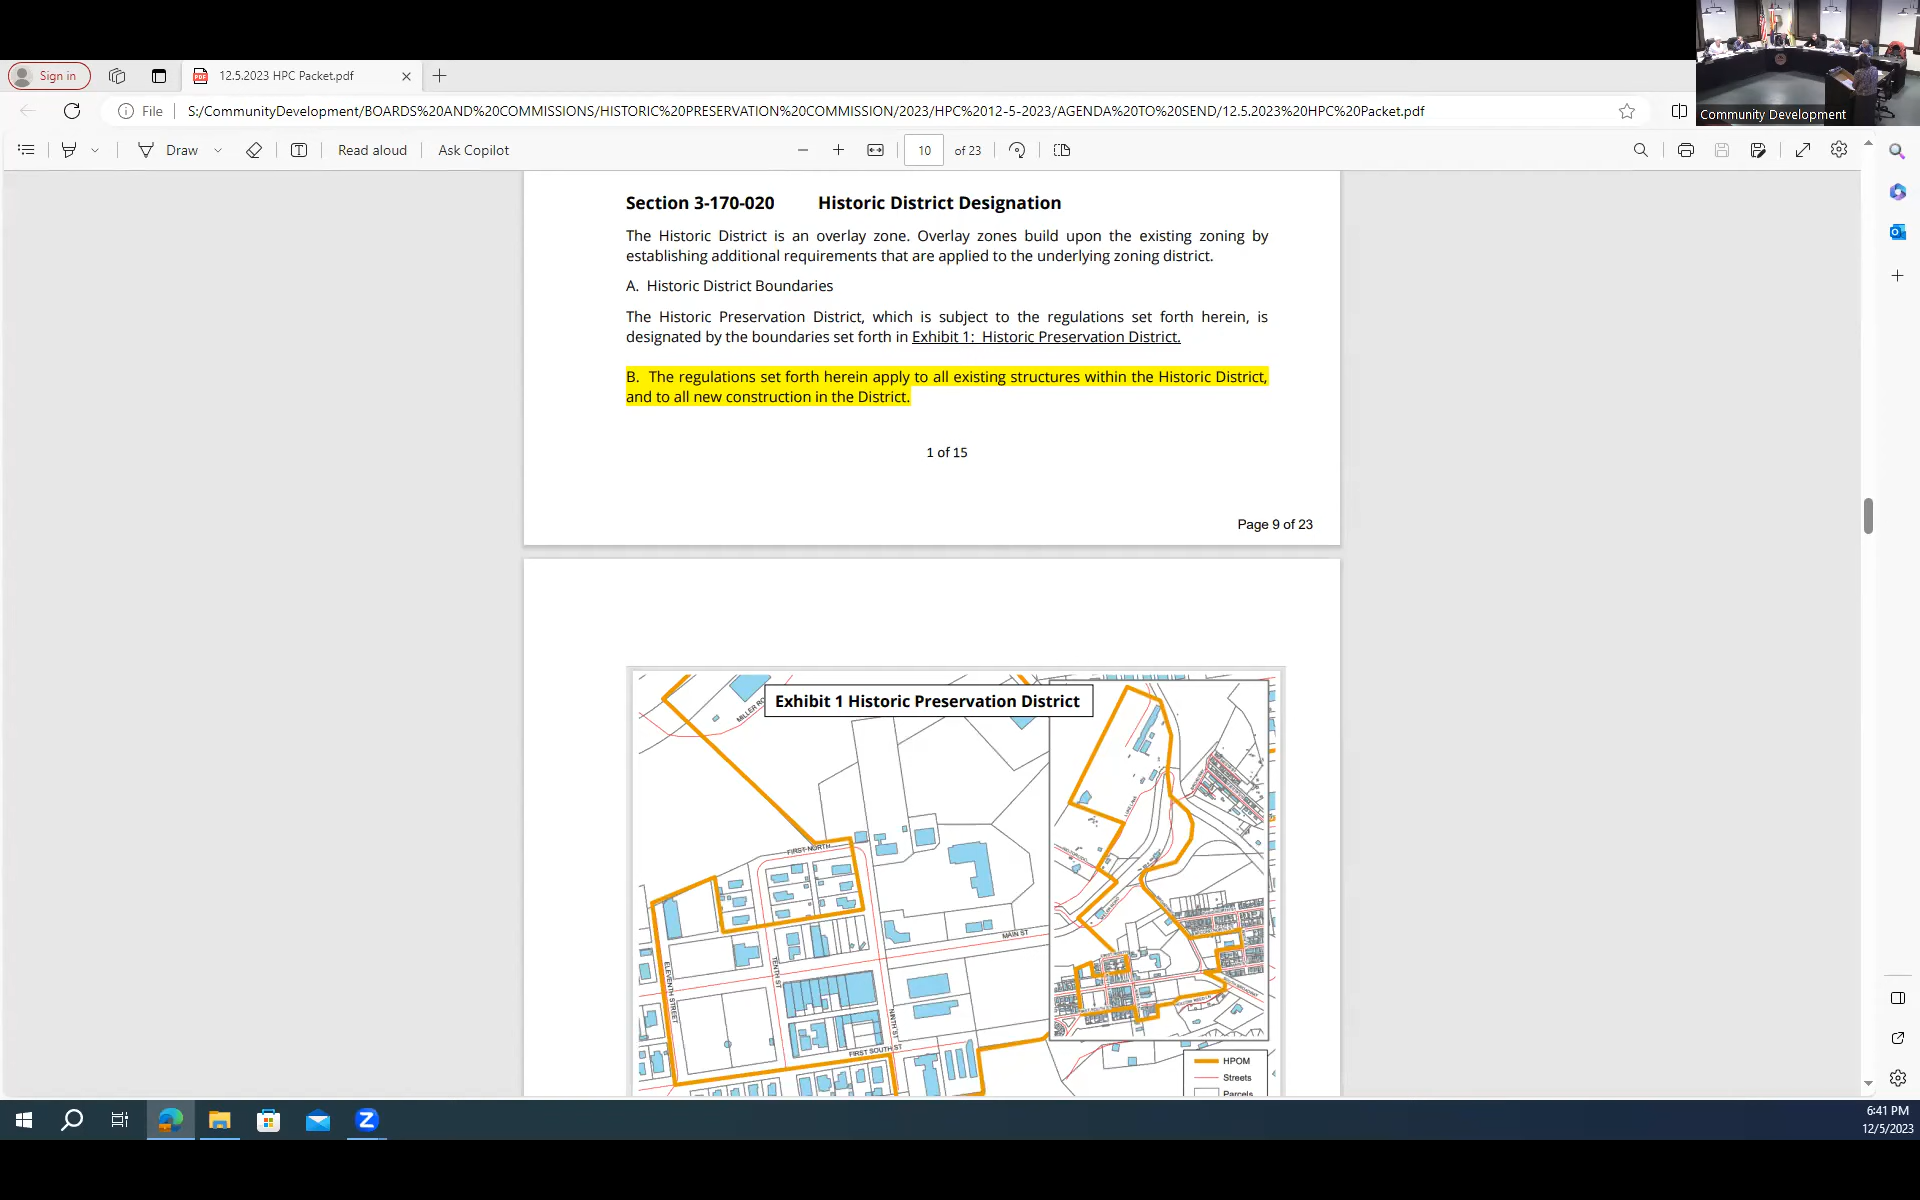 Sign in
12.5.2023 HPC Packet.pdf
File
S:/CommunityDevelopment/BOARDS%20AND%20COMMISSIONS/HISTORIC%20PRESERVATION%20COMMISSION/2023/HPC%2012-5-2023/AGENDA%20TO%20SEND/12.5.2023%20HPC%20Packet.pdf
Community Development
Draw
Read aloud
Ask Copilot
10 of 23
Section 3-170-020 Historic District Designation
The Historic District is an overlay zone. Overlay zones build upon the existing zoning by
establishing additional requirements that are applied to the underlying zoning district.
A. Historic District Boundaries
The Historic Preservation District, which is subject to the regulations set forth herein, is
designated by the boundaries set forth in Exhibit 1: Historic Preservation District.
B. The regulations set forth herein apply to all existing structures within the Historic District,
and to all new construction in the District.
1 of 15
Page 9 of 23
Exhibit 1 Historic Preservation District
MILLER RO
FIRST NORTH
MAIN ST
TENTH ST
ELEVENTH STREET
NINTH ST
FIRST SOUTH ST
HPOM
Streets
Parcels
6:41 PM
12/5/2023